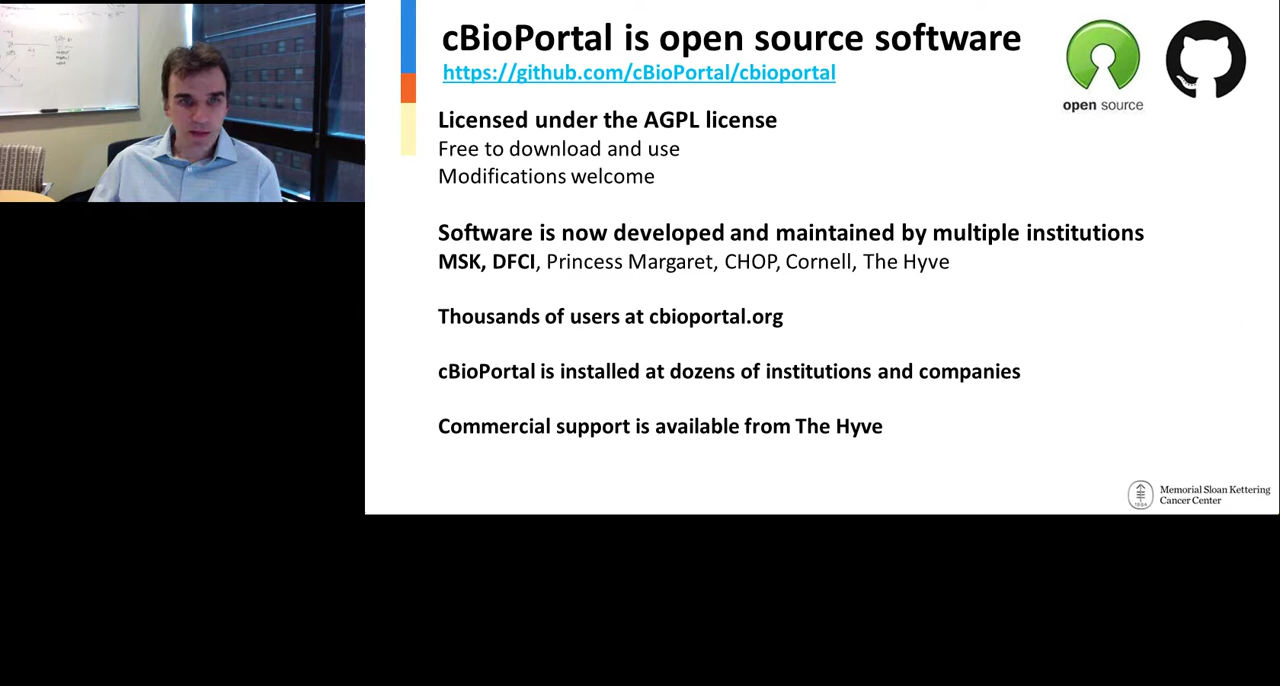 cBioPortal is open source software
https://github.com/cBioPortal/cbioportal
open source
Licensed under the AGPL license
Free to download and use
Modifications welcome
Software is now developed and maintained by multiple institutions
MSK, DFCI, Princess Margaret, CHOP, Cornell, The Hyve
Thousands of users at cbioportal.org
cBioPortal is installed at dozens of institutions and companies
Commercial support is available from The Hyve
Memorial Sloan Kettering
Cancer Center